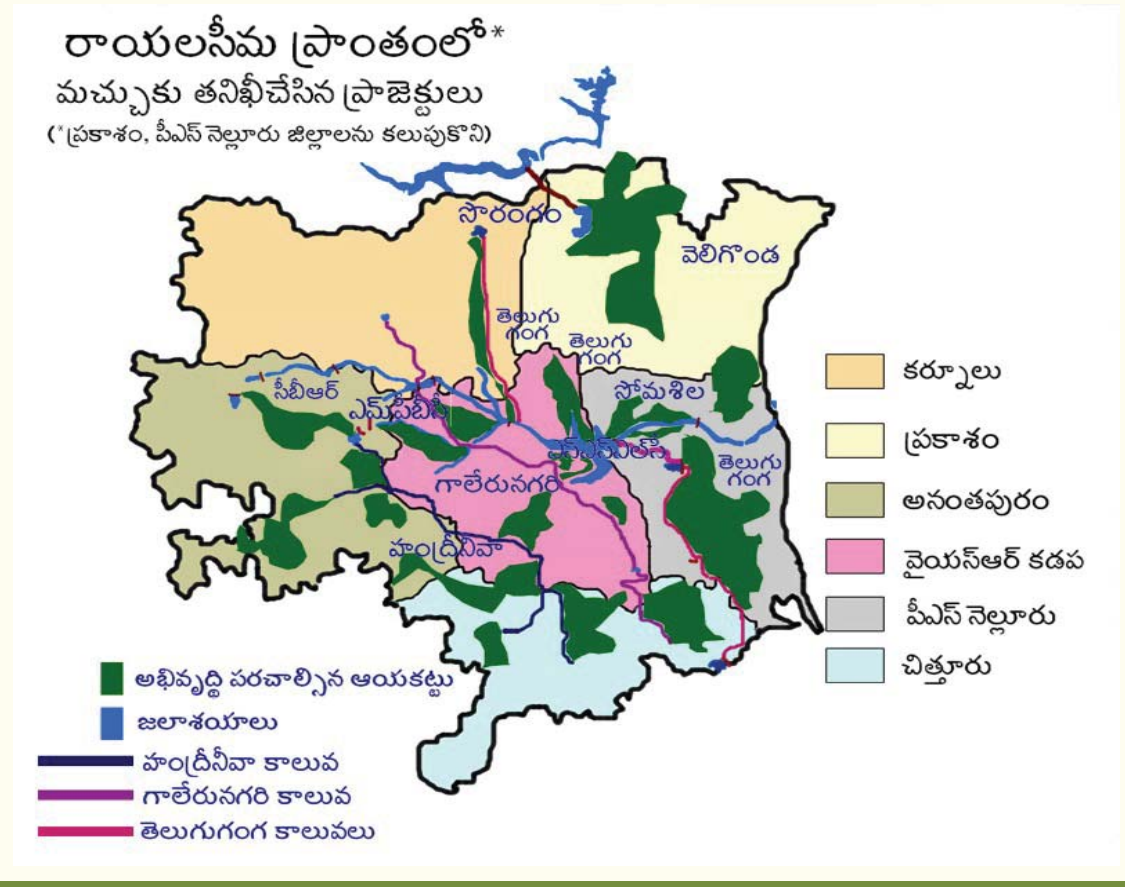 రాయలసీమ ప్రాంతంలో*
మచ్చుకు తనిఖీచేసిన ప్రాజెక్టులు
(*ప్రకాశం, పీఎస్ నెల్లూరు జిల్లాలను కలుపుకొని)
సొరంగం
వెలిగొండ
తెలుగు
గంగ
తెలుగు
గంగ
సీబీఆర్
ఎమ్‌పీబీసీ
సోమశిల
తెలుగు
గంగ
గాలేరునగరి
హంద్రీనీవా
కర్నూలు
ప్రకాశం
అనంతపురం
వైయస్ఆర్ కడప
పీఎస్ నెల్లూరు
చిత్తూరు
అభివృద్ధి పరచాల్సిన ఆయకట్టు
జలాశయాలు
హంద్రీనీవా కాలువ
గాలేరునగరి కాలువ
తెలుగుగంగ కాలువలు